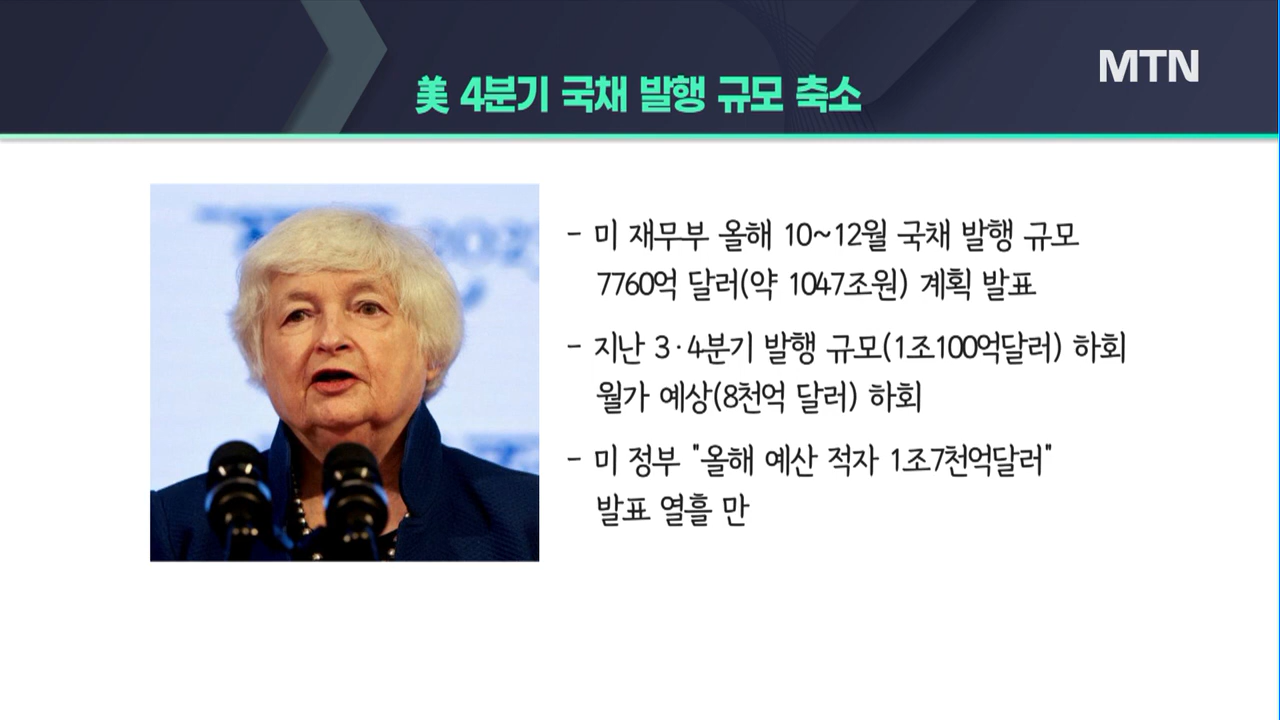 MTN
美 4분기 국채 발행 규모 축소
- 미 재무부 올해 10~12월 국채 발행 규모
7760억 달러(약 1047조원) 계획 발표
- 지난 3·4분기 발행 규모(1조100억달러) 하회
월가 예상(8천억 달러) 하회
- 미 정부 "올해 예산 적자 1조7천억달러"
발표 열흘 만